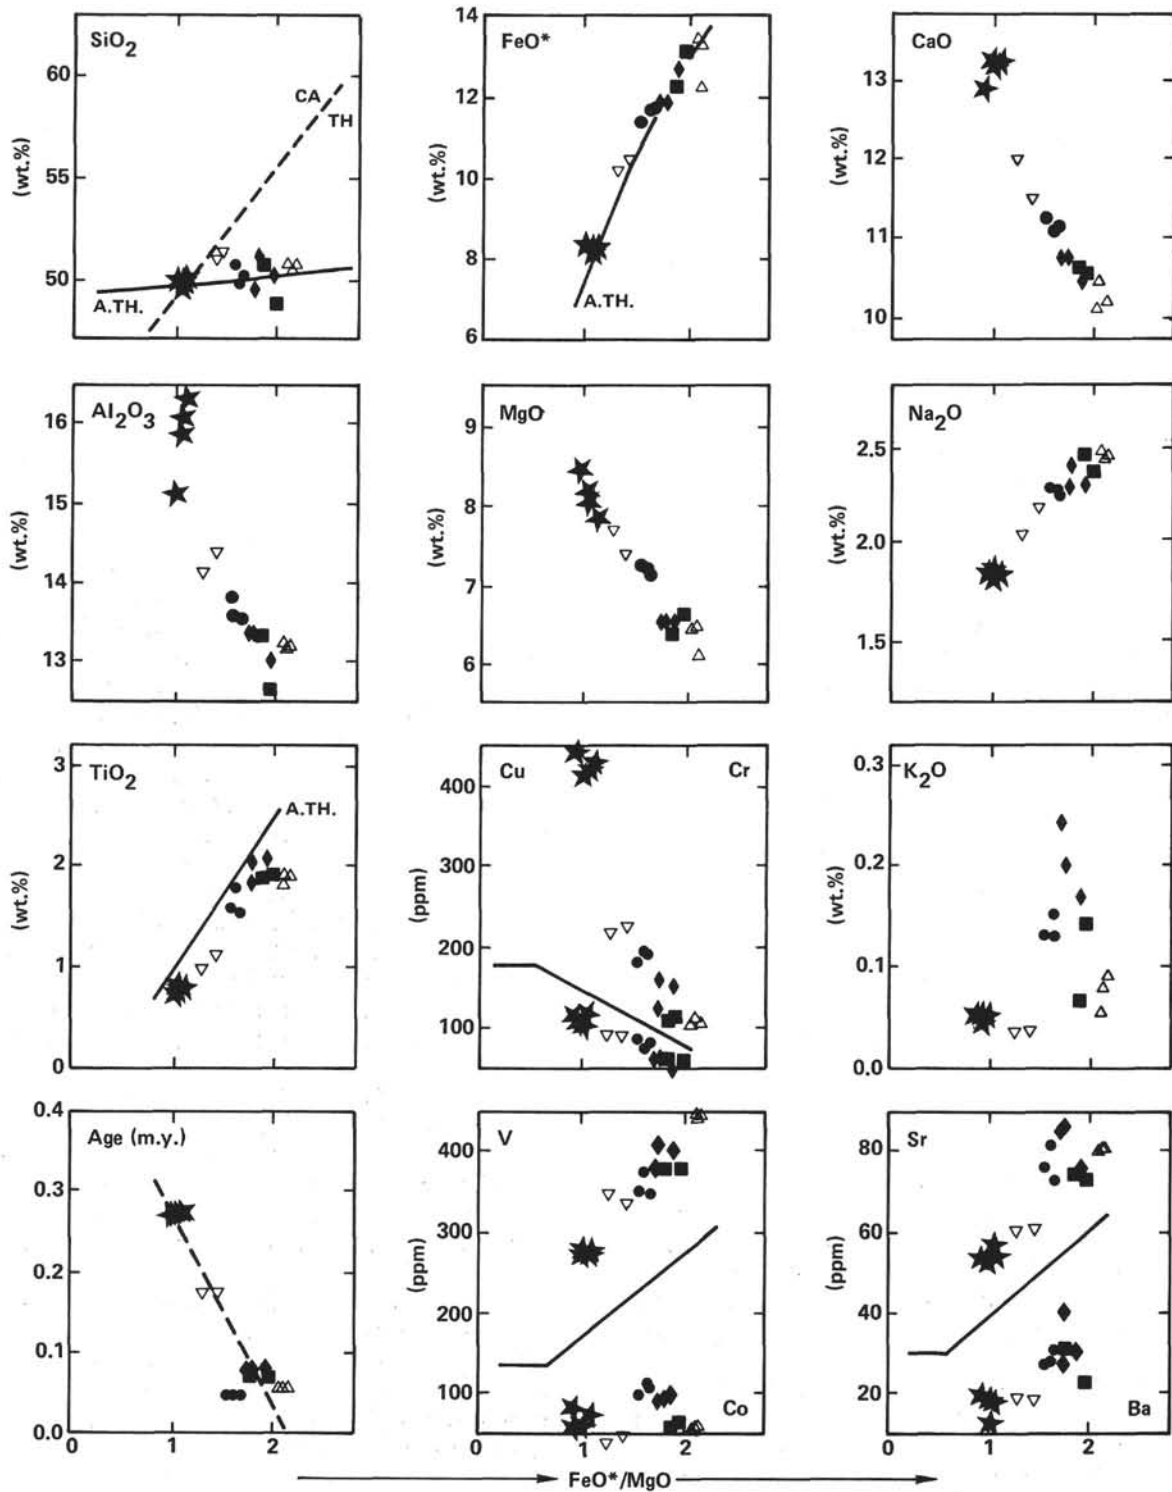 SiO2
60
55
50
(wt.%)
CA
TH
A.TH.
FeO*
14
12
10
8
6
(wt.%)
A.TH.
CaO
13
12
11
10
(wt.%)
Al2O3
16
15
14
13
(wt.%)
MgO
9
8
7
6
(wt.%)
Na2O
2.5
2.0
1.5
(wt.%)
TiO2
3
2
1
0
(wt.%)
A.TH.
Cu
Cr
400
300
200
100
(ppm)
K2O
0.3
0.2
0.1
0.0
(wt.%)
Age (m.y.)
0.4
0.3
0.2
0.1
0.0
0 1 2
V
Co
400
300
200
100
(ppm)
0 1 2
Sr
Ba
80
60
40
20
(ppm)
0 1 2
FeO*/MgO